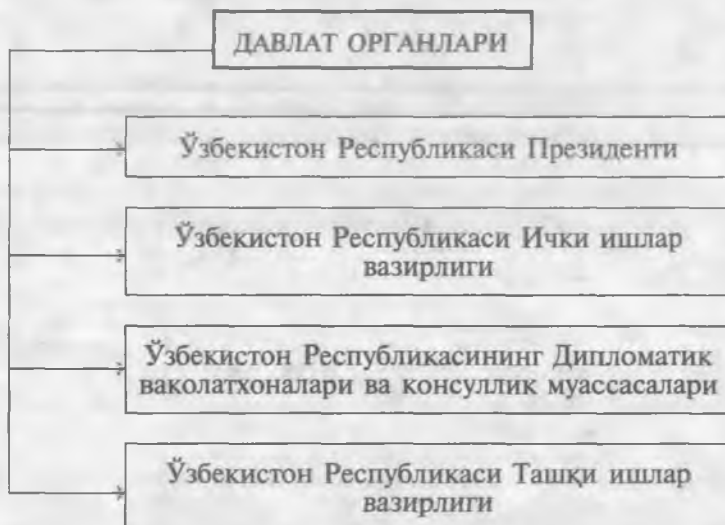 ДАВЛАТ ОРГАНЛАРИ
Ўзбекистон Республикаси Президенти
Ўзбекистон Республикаси Ички ишлар
вазирлиги
Ўзбекистон Республикасининг Дипломатик
ваколатхоналари ва консуллик муассасалари
Ўзбекистон Республикаси Ташқи ишлар
вазирлиги